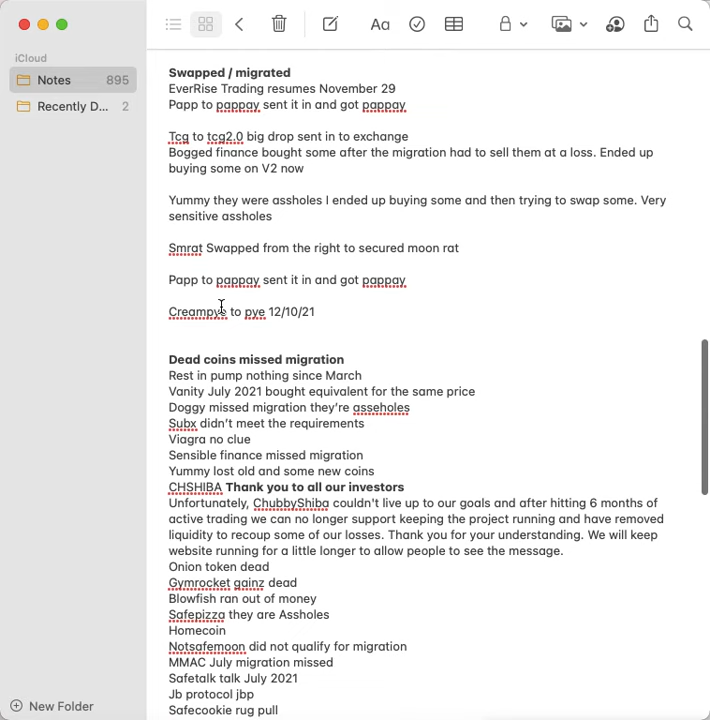 Aa
iCloud
Notes 895
Recently D... 2
New Folder
Swapped / migrated
EverRise Trading resumes November 29
Papp to pappay sent it in and got pappay
Tcg to tcg2.0 big drop sent in to exchange
Bogged finance bought some after the migration had to sell them at a loss. Ended up
buying some on V2 now
Yummy they were assholes I ended up buying some and then trying to swap some. Very
sensitive assholes
Smrat Swapped from the right to secured moon rat
Papp to pappay sent it in and got pappay
Creampye to pye 12/10/21
Dead coins missed migration
Rest in pump nothing since March
Vanity July 2021 bought equivalent for the same price
Doggy missed migration they're asseholes
Subx didn't meet the requirements
Viagra no clue
Sensible finance missed migration
Yummy lost old and some new coins
CHSHIBA Thank you to all our investors
Unfortunately, ChubbyShiba couldn't live up to our goals and after hitting 6 months of
active trading we can no longer support keeping the project running and have removed
liquidity to recoup some of our losses. Thank you for your understanding. We will keep
website running for a little longer to allow people to see the message.
Onion token dead
Gymrocket gainz dead
Blowfish ran out of money
Safepizza they are Assholes
Homecoin
Notsafemoon did not qualify for migration
MMAC July migration missed
Safetalk talk July 2021
Jb protocol jbp
Safecookie rug pull